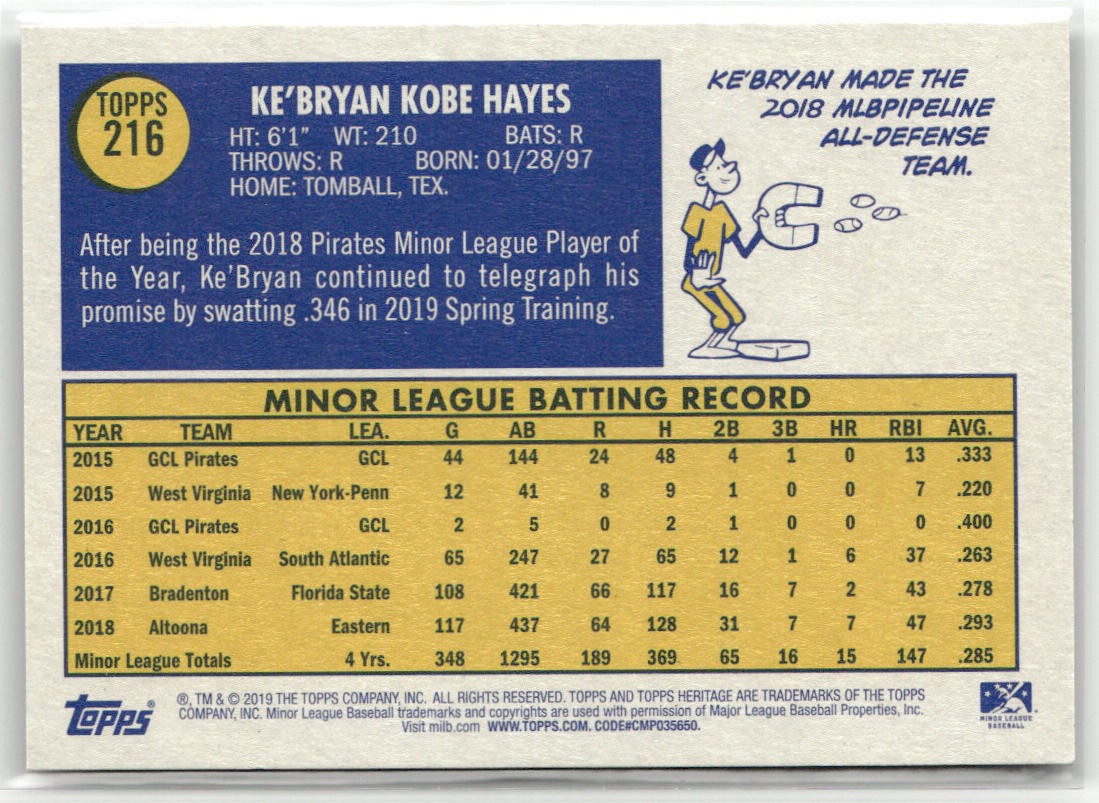 TOPPS
216
KE'BRYAN KOBE HAYES
HT: 6'1" WT: 210 BATS: R
THROWS: R BORN: 01/28/97
HOME: TOMBALL, TEX.
After being the 2018 Pirates Minor League Player of
the Year, Ke'Bryan continued to telegraph his
promise by swatting .346 in 2019 Spring Training.
KE'BRYAN MADE THE
2018 MLBPIPELINE
ALL-DEFENSE
TEAM.
MINOR LEAGUE BATTING RECORD
YEAR TEAM LEA. G AB R H 2B 3B HR RBI AVG.
2015 GCL Pirates GCL 44 144 24 48 4 1 0 13 .333
2015 West Virginia New York-Penn 12 41 8 9 1 0 0 7 .220
2016 GCL Pirates GCL 2 5 0 2 1 0 0 0 .400
2016 West Virginia South Atlantic 65 247 27 65 12 1 6 37 .263
2017 Bradenton Florida State 108 421 66 117 16 7 2 43 .278
2018 Altoona Eastern 117 437 64 128 31 7 7 47 .293
Minor League Totals 4 Yrs. 348 1295 189 369 65 16 15 147 .285
topps®
®, TM & © 2019 THE TOPPS COMPANY, INC. ALL RIGHTS RESERVED. TOPPS AND TOPPS HERITAGE ARE TRADEMARKS OF THE TOPPS
COMPANY, INC. Minor League Baseball trademarks and copyrights are used with permission of Major League Baseball Properties, Inc.
Visit milb.com WWW.TOPPS.COM. CODE#CMP035650.
MINOR LEAGUE
BASEBALL